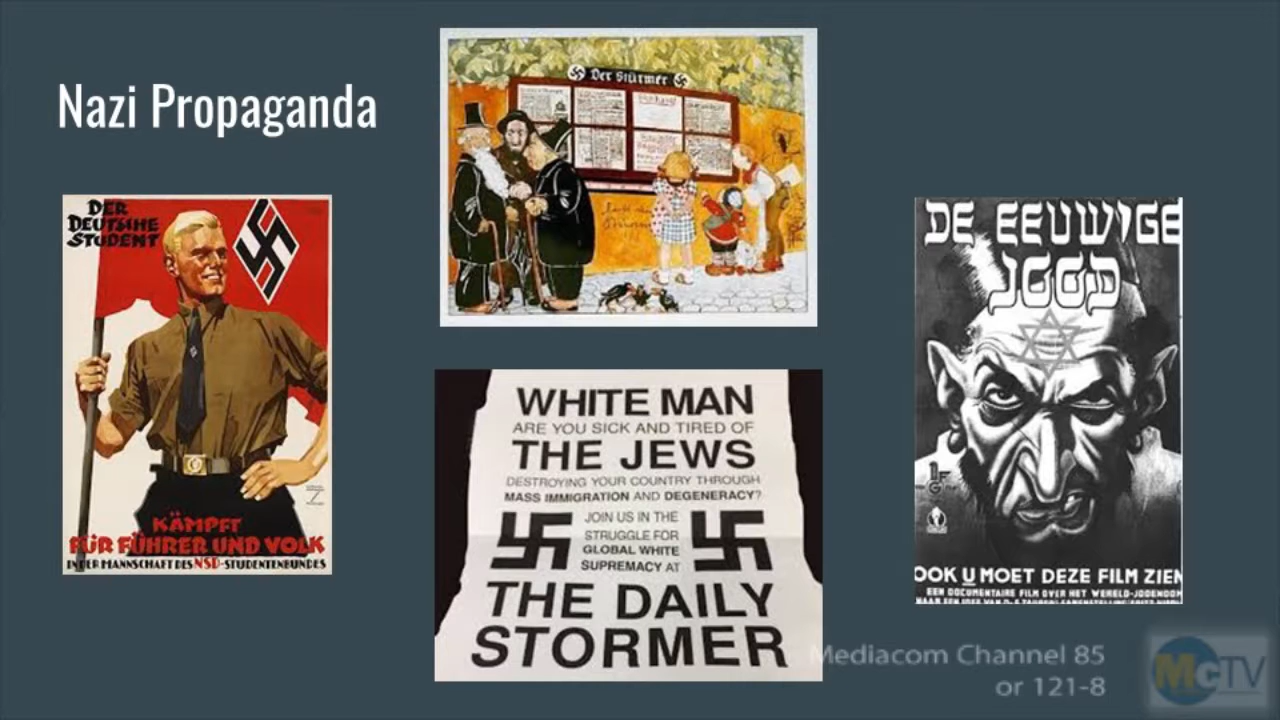 Nazi Propaganda
Der Stürmer
DER
DEUTSCHE
STUDENT
KÄMPFT
FÜR FÜHRER UND VOLK
IN DER MANNSCHAFT DES NSD-STUDENTENBUNDES
WHITE MAN
ARE YOU SICK AND TIRED OF
THE JEWS
DESTROYING YOUR COUNTRY THROUGH
MASS IMMIGRATION AND DEGENERACY?
JOIN US IN THE
STRUGGLE FOR
GLOBAL WHITE
SUPREMACY AT
THE DAILY
STORMER
DE EEUWIGE
JOOD
OOK U MOET DEZE FILM ZIEN
EEN DOCUMENTAIRE FILM OVER HET WERELD-JODENDOM
Mediacom Channel 85
or 121-8
McTV